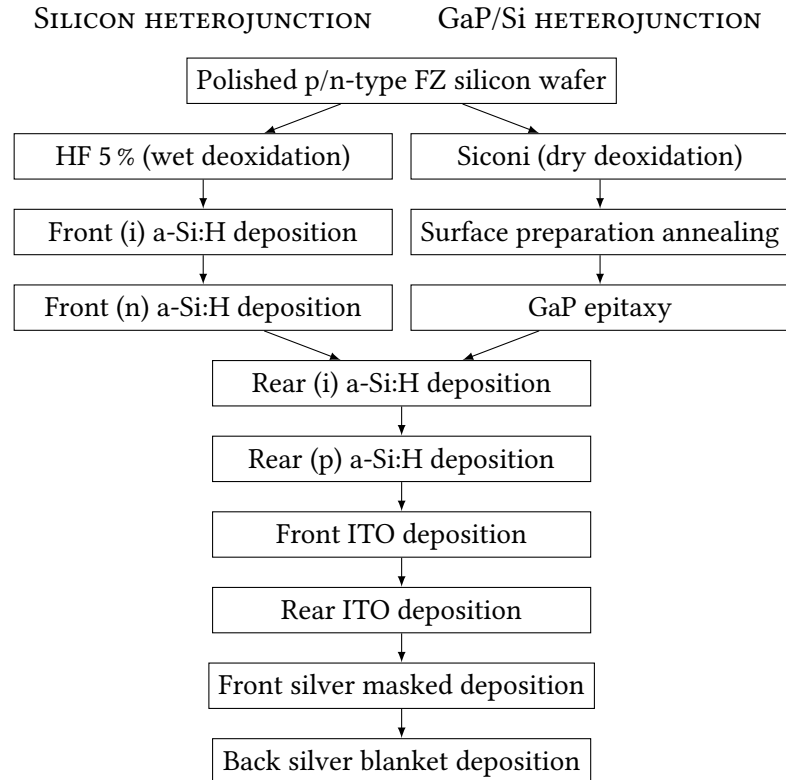 SILICON HETEROJUNCTION
GaP/Si HETEROJUNCTION
Polished p/n-type FZ silicon wafer
HF 5 % (wet deoxidation)
Siconi (dry deoxidation)
Front (i) a-Si:H deposition
Surface preparation annealing
Front (n) a-Si:H deposition
GaP epitaxy
Rear (i) a-Si:H deposition
Rear (p) a-Si:H deposition
Front ITO deposition
Rear ITO deposition
Front silver masked deposition
Back silver blanket deposition